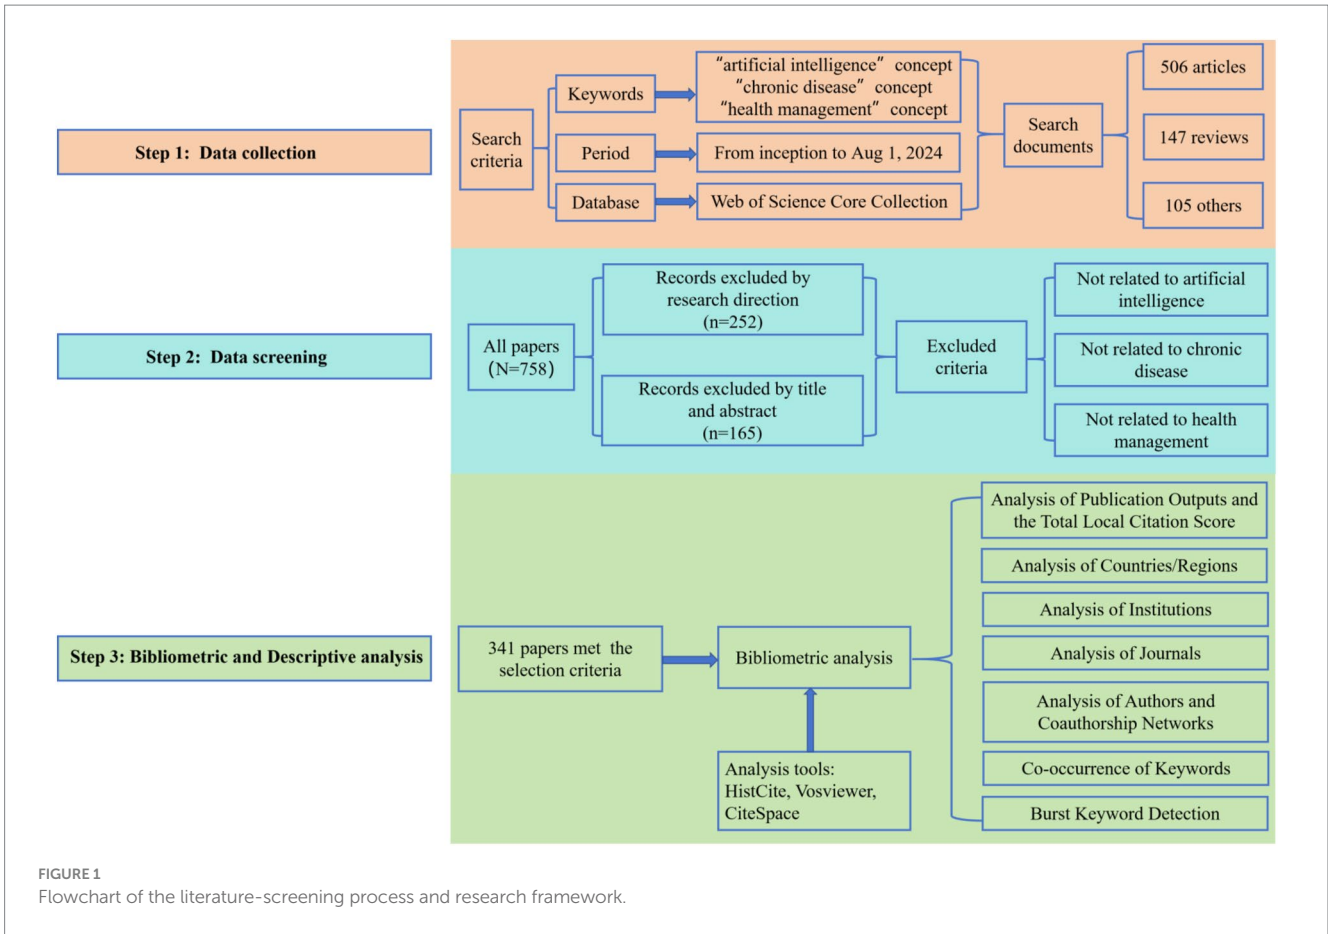 Step 1: Data collection
Search
criteria
Keywords
Period
Database
“artificial intelligence” concept
“chronic disease” concept
“health management” concept
From inception to Aug 1, 2024
Web of Science Core Collection
Search
documents
506 articles
147 reviews
105 others
Step 2: Data screening
All papers
(N=758)
Records excluded by
research direction
(n=252)
Records excluded by title
and abstract
(n=165)
Excluded
criteria
Not related to artificial
intelligence
Not related to chronic
disease
Not related to health
management
Step 3: Bibliometric and Descriptive analysis
341 papers met the
selection criteria
Bibliometric analysis
Analysis tools:
HistCite, Vosviewer,
CiteSpace
Analysis of Publication Outputs and
the Total Local Citation Score
Analysis of Countries/Regions
Analysis of Institutions
Analysis of Journals
Analysis of Authors and
Coauthorship Networks
Co-occurrence of Keywords
Burst Keyword Detection
FIGURE 1
Flowchart of the literature-screening process and research framework.